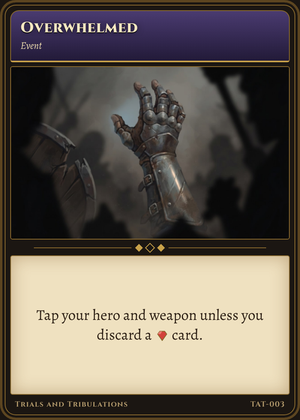 Overwhelmed
Event
Tap your hero and weapon unless you
discard a card.
Trials and Tribulations TAT-003